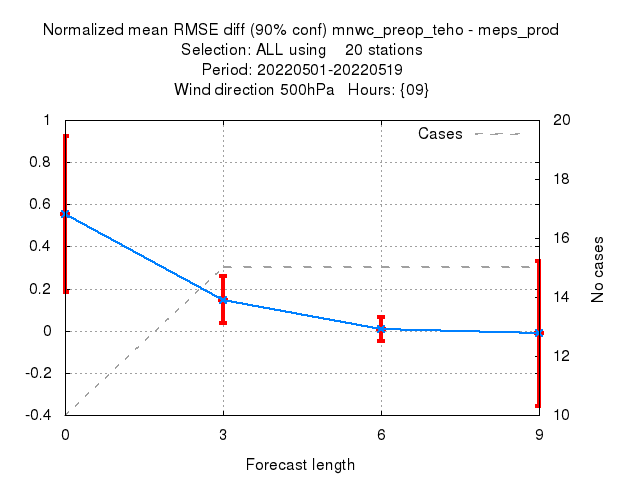 Normalized mean RMSE diff (90% conf) mnwc_preop_teho - meps_prod
Selection: ALL using 20 stations
Period: 20220501-20220519
Wind direction 500hPa Hours: {09}
Cases
1
0.8
0.6
0.4
0.2
0
-0.2
-0.4
20
18
16
14
12
10
No cases
0 3 6 9
Forecast length